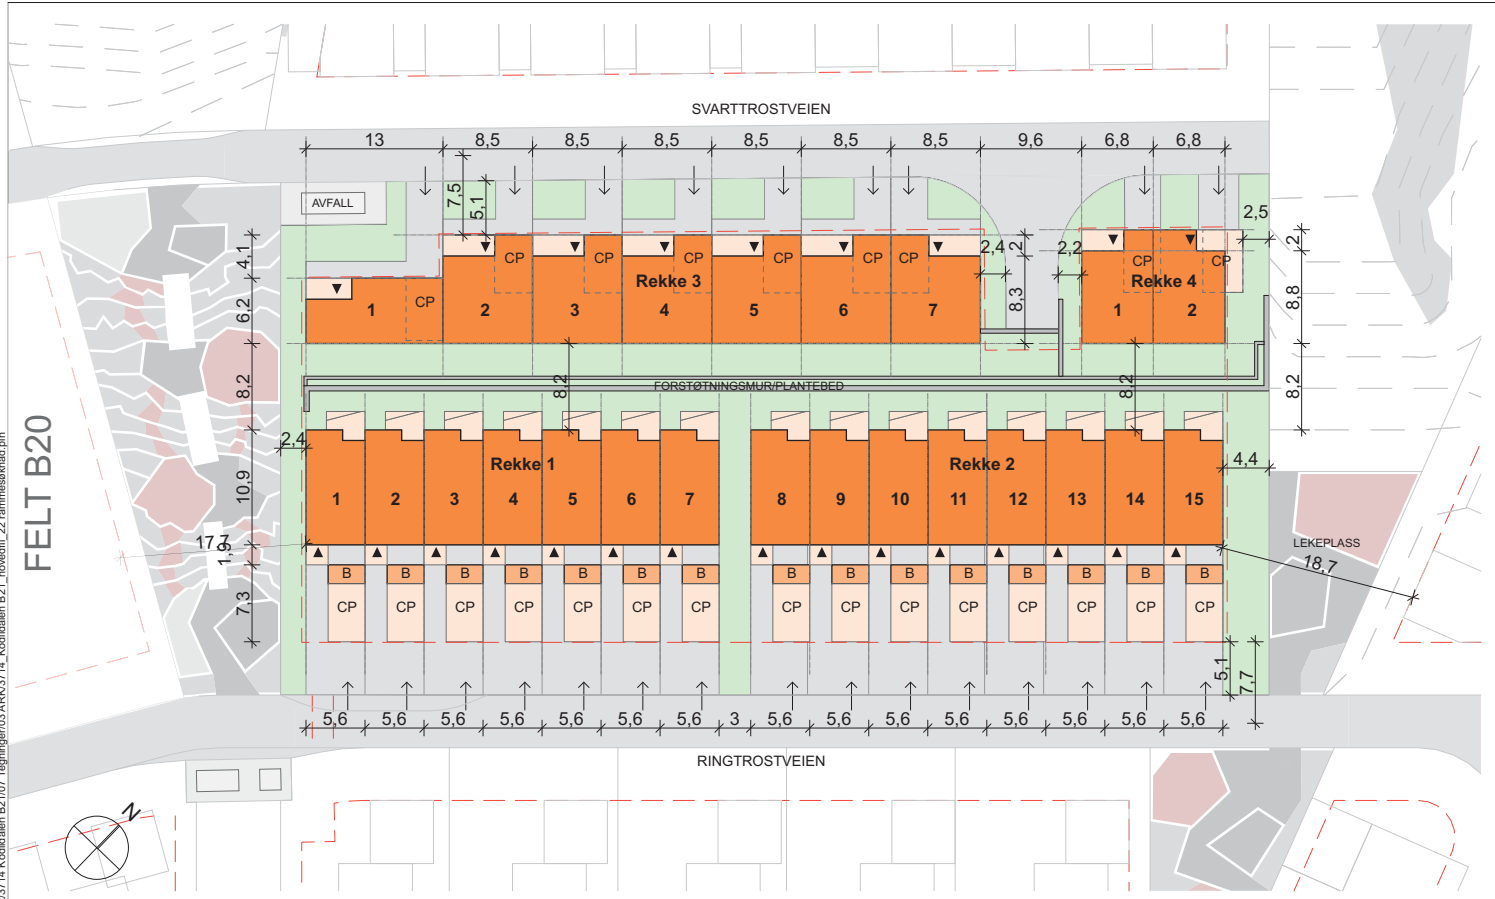 SVARTTROSTVEIEN
13 8,5 8,5 8,5 8,5 8,5 8,5 9,6 6,8 6,8
AVFALL
7,5
5,1
2,5
4,1
2,4
2,2
2,2
2,2
CP CP CP CP CP CP CP CP
Rekke 3
Rekke 4
CP
6,2
8,3
8,8
1 2 3 4 5 6 7 1 2
8,2
8,2
8,2
8,2
FORSTØTNINGSMUR/PLANTEBED
FELT B20
2,4
4,4
Rekke 1
Rekke 2
10,9
1 2 3 4 5 6 7 8 9 10 11 12 13 14 15
17,7
1,9
LEKEPLASS
18,7
B B B B B B B B B B B B B B B
7,3
CP CP CP CP CP CP CP CP CP CP CP CP CP CP CP
5,1
7,7
5,6 5,6 5,6 5,6 5,6 5,6 5,6 3 5,6 5,6 5,6 5,6 5,6 5,6 5,6 5,6
RINGTROSTVEIEN
N